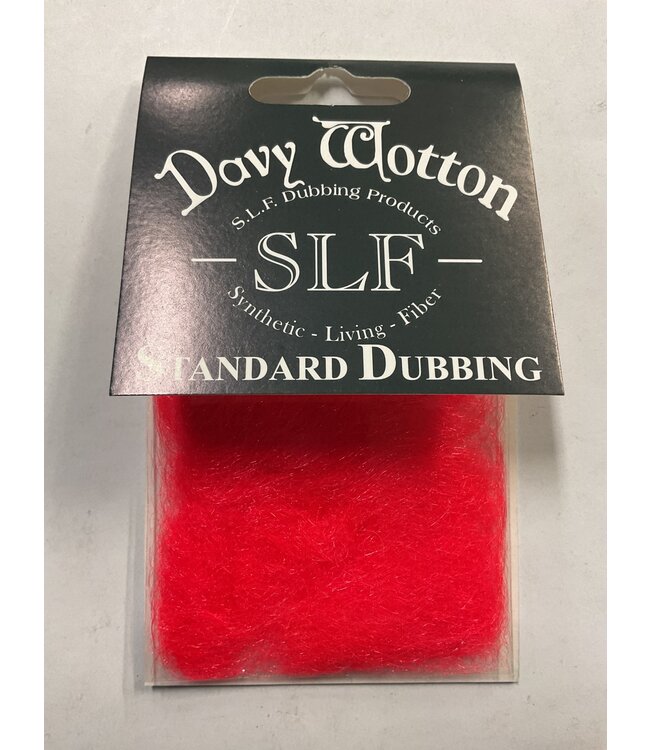 Davy Wotton
S.L.F. Dubbing Products
SLF
Synthetic - Living - Fiber
STANDARD DUBBING